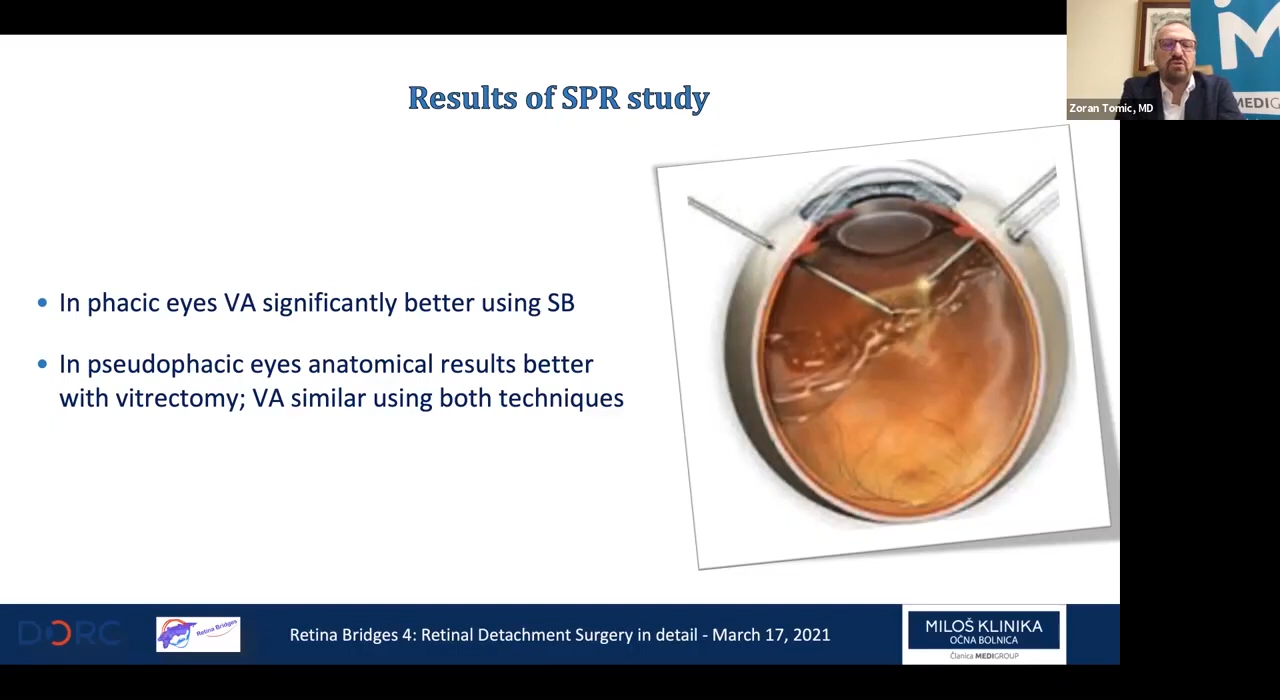 Results of SPR study
Zoran Tomic, MD
MEDIG
In phacic eyes VA significantly better using SB
In pseudophacic eyes anatomical results better
with vitrectomy; VA similar using both techniques
DORC
Retina Bridges
Retina Bridges 4: Retinal Detachment Surgery in detail - March 17, 2021
MILOŠ KLINIKA
OČNA BOLNICA
Članica MEDIGROUP